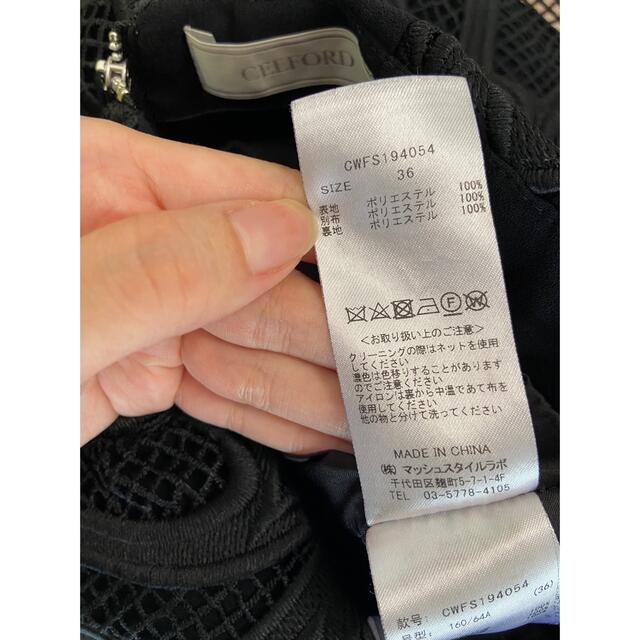 CELFORD
CWFS194054
SIZE 36
表地 ポリエステル 100%
別布 ポリエステル 100%
裏地 ポリエステル 100%
<お取り扱い上のご注意>
クリーニングの際はネットを使用
してください
濃色は色移りすることがあります
のでご注意ください
アイロンは裏から中温であて布を
使用してください
他の物と分けて洗ってください
MADE IN CHINA
(株) マッシュスタイルラボ
千代田区麹町5-7-1-4F
TEL 03-5778-4105
款号: CWFS194054 (36)
号型: 160/64A